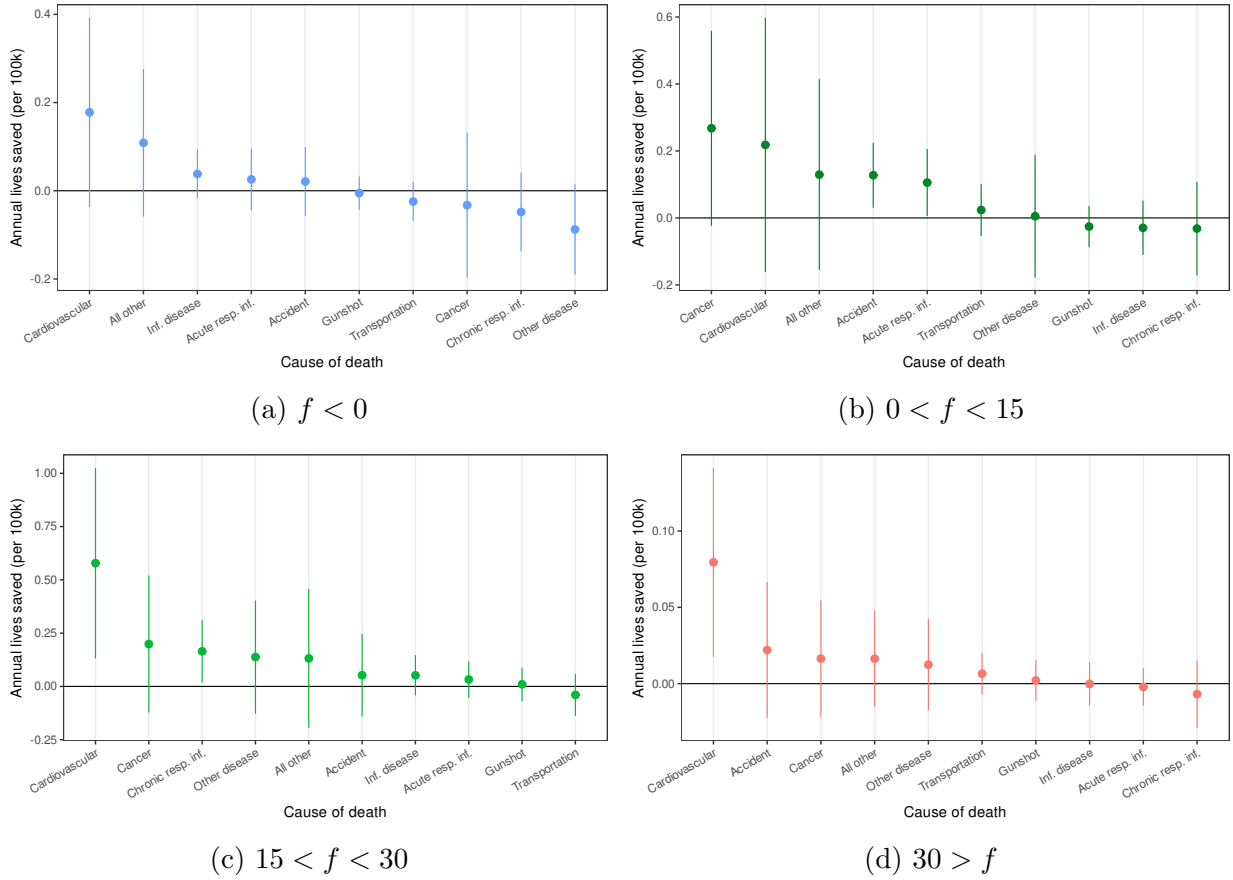 0.4
0.2
0.0
-0.2
Annual lives saved (per 100k)
Cardiovascular
All other
Inf. disease
Acute resp. inf.
Accident
Gunshot
Transportation
Cancer
Chronic resp. inf.
Other disease
Cause of death
(a) f < 0
0.6
0.4
0.2
0.0
-0.2
Annual lives saved (per 100k)
Cancer
Cardiovascular
All other
Accident
Acute resp. inf.
Transportation
Other disease
Gunshot
Inf. disease
Chronic resp. inf.
Cause of death
(b) 0 < f < 15
1.00
0.75
0.50
0.25
0.00
-0.25
Annual lives saved (per 100k)
Cardiovascular
Cancer
Chronic resp. inf.
Other disease
All other
Accident
Inf. disease
Acute resp. inf.
Gunshot
Transportation
Cause of death
(c) 15 < f < 30
0.10
0.05
0.00
Annual lives saved (per 100k)
Cardiovascular
Accident
Cancer
All other
Other disease
Transportation
Gunshot
Inf. disease
Acute resp. inf.
Chronic resp. inf.
Cause of death
(d) 30 > f